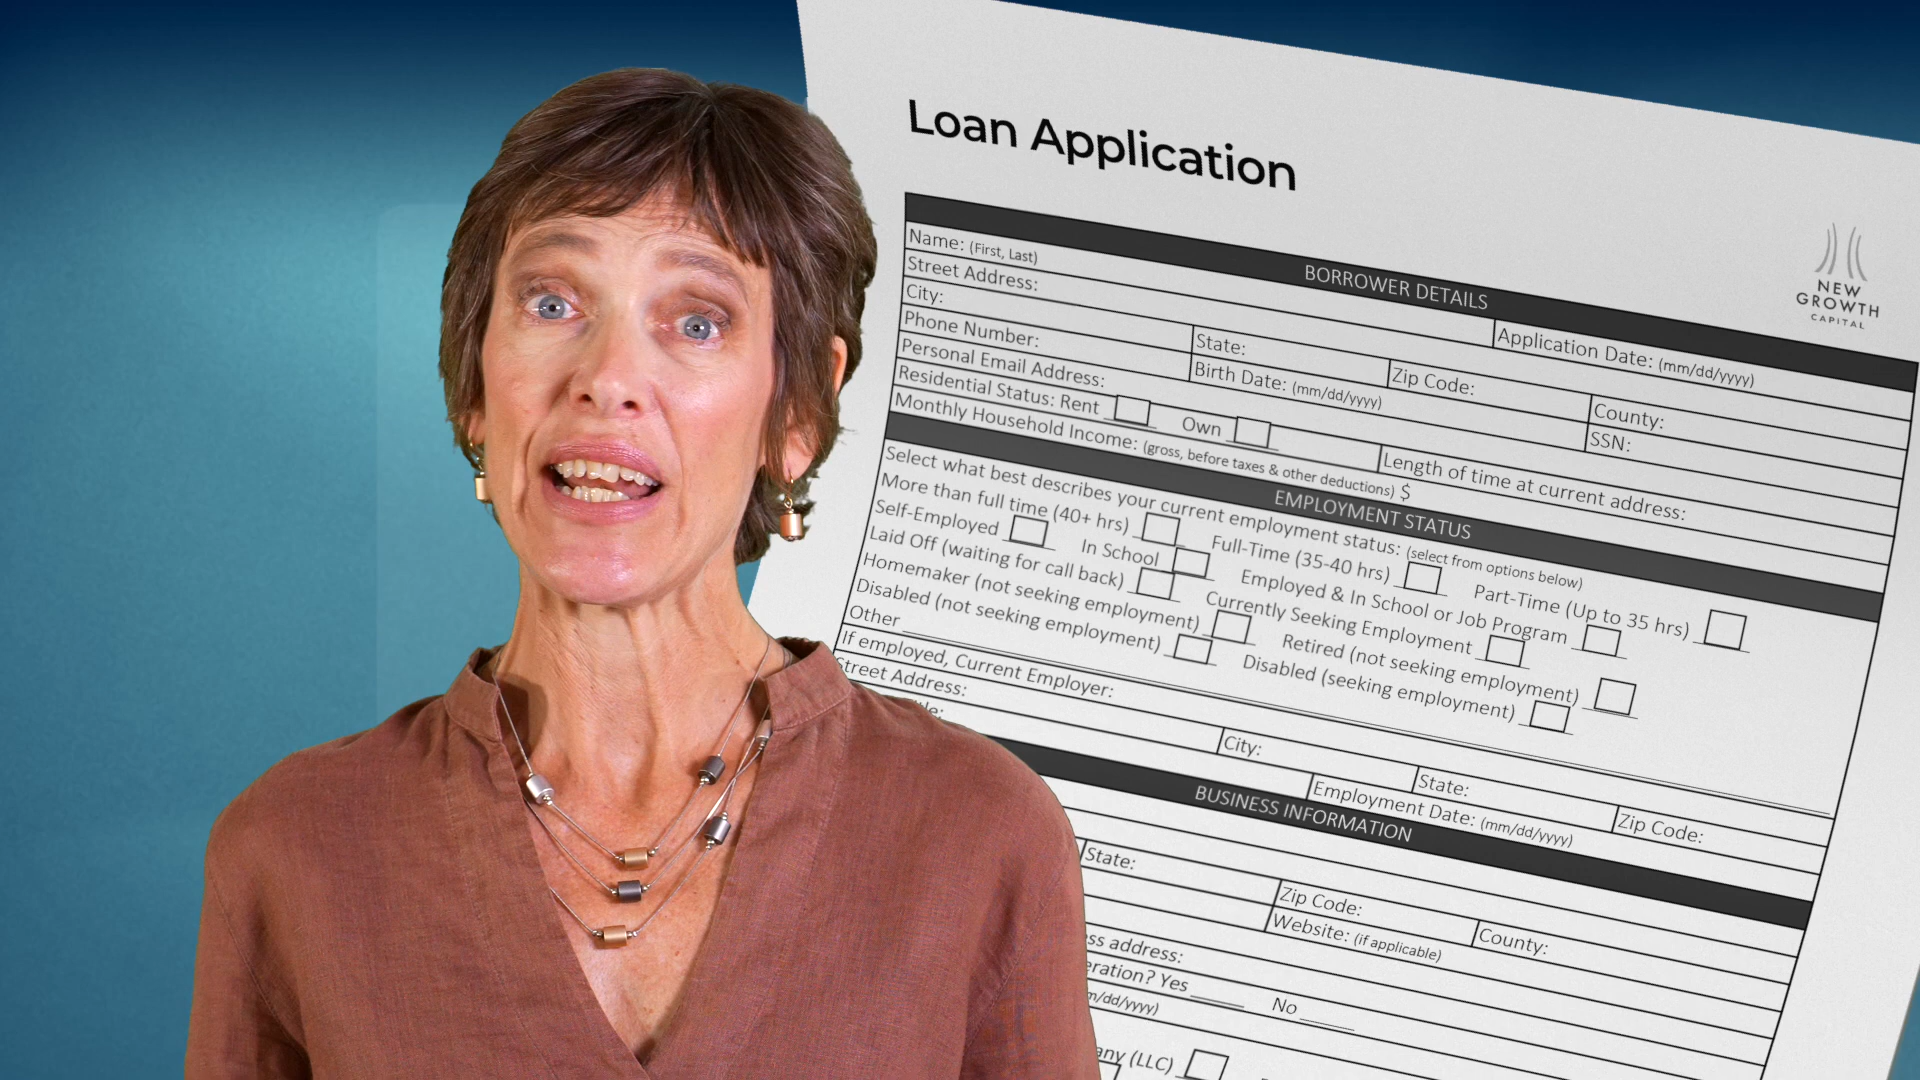 Loan Application
NEW
GROWTH
CAPITAL
BORROWER DETAILS
Name: (First, Last)
Application Date: (mm/dd/yyyy)
Street Address:
City:
State:
Zip Code:
County:
Phone Number:
Birth Date: (mm/dd/yyyy)
SSN:
Personal Email Address:
Residential Status: Rent
Own
Length of time at current address:
Monthly Household Income: (gross, before taxes & other deductions) $
EMPLOYMENT STATUS
Select what best describes your current employment status: (select from options below)
More than full time (40+ hrs)
Full-Time (35-40 hrs)
Part-Time (Up to 35 hrs)
Self-Employed
In School
Employed & In School or Job Program
Laid Off (waiting for call back)
Currently Seeking Employment
Homemaker (not seeking employment)
Retired (not seeking employment)
Disabled (not seeking employment)
Disabled (seeking employment)
Other
If employed, Current Employer:
Street Address:
City:
State:
Zip Code:
Employment Date: (mm/dd/yyyy)
BUSINESS INFORMATION
State:
Zip Code:
County:
Website: (if applicable)
address:
Yes
No
(LLC)